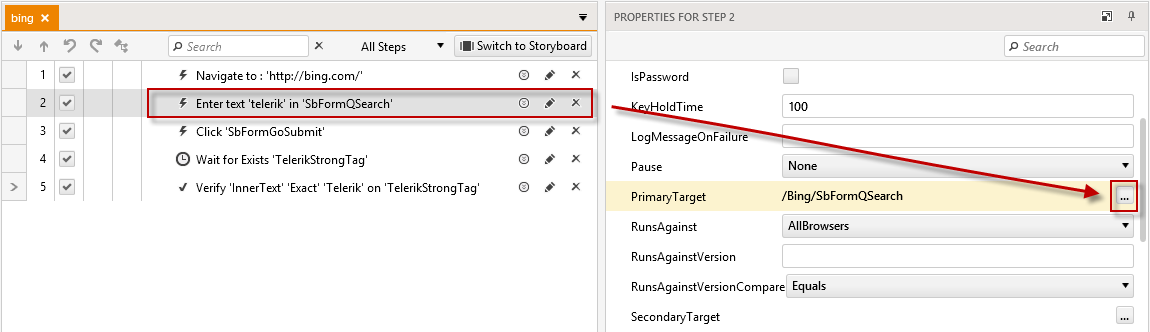 bing
Search
All Steps
Switch to Storyboard
1 Navigate to : 'http://bing.com/'
2 Enter text 'telerik' in 'SbFormQSearch'
3 Click 'SbFormGoSubmit'
4 Wait for Exists 'TelerikStrongTag'
5 Verify 'InnerText' 'Exact' 'Telerik' on 'TelerikStrongTag'
PROPERTIES FOR STEP 2
Search
IsPassword
KeyHoldTime 100
LogMessageOnFailure
Pause None
PrimaryTarget /Bing/SbFormQSearch ...
RunsAgainst AllBrowsers
RunsAgainstVersion
RunsAgainstVersionCompare Equals
SecondaryTarget ...